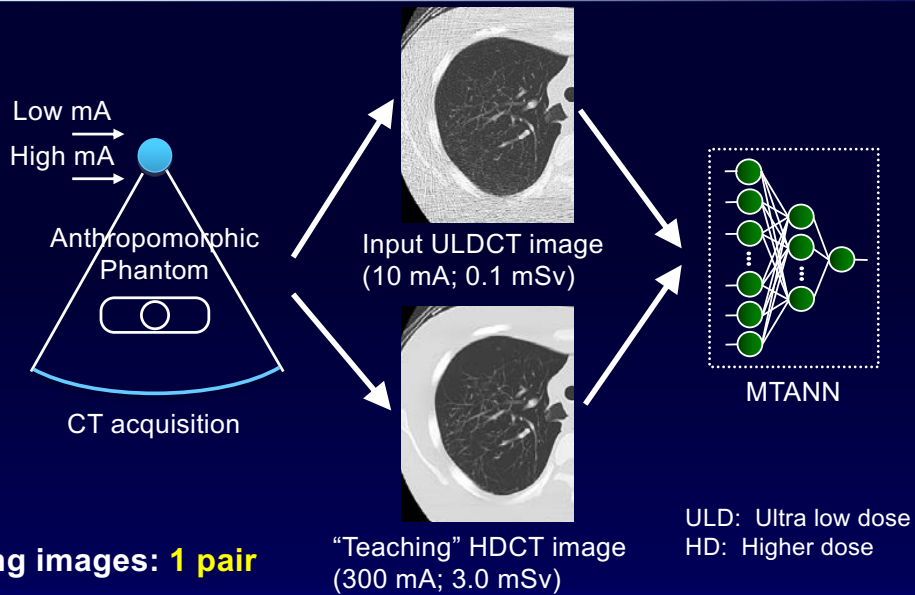 Low mA
High mA
Anthropomorphic
Phantom
CT acquisition
Input ULDCT image
(10 mA; 0.1 mSv)
"Teaching" HDCT image
(300 mA; 3.0 mSv)
MTANN
ULD: Ultra low dose
HD: Higher dose
images: 1 pair